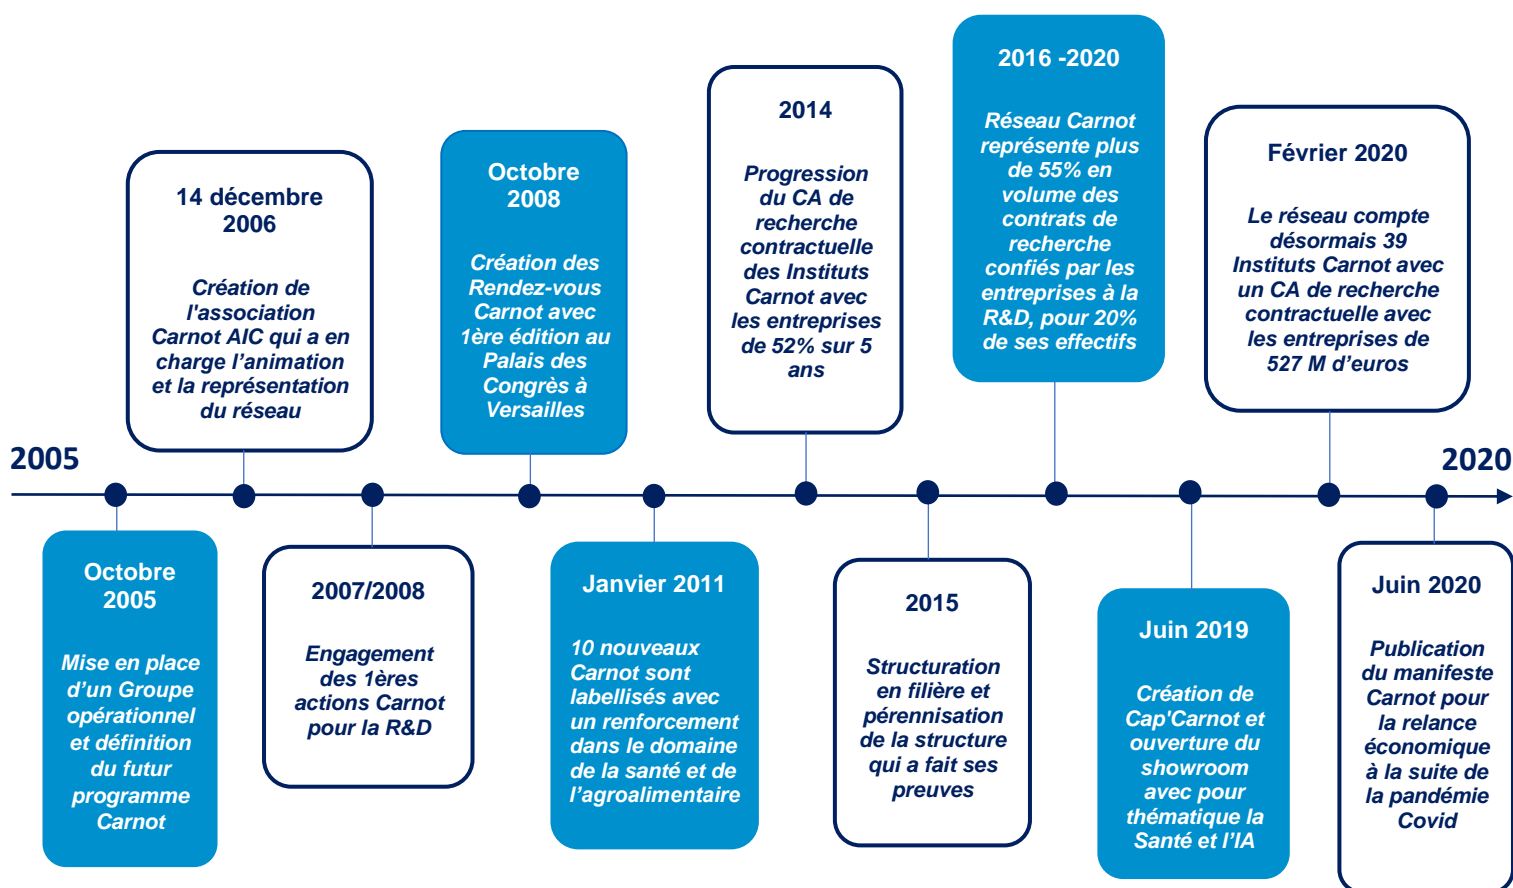 2005
2020
Octobre
2005
Mise en place
d’un Groupe
opérationnel
et définition
du futur
programme
Carnot
14 décembre
2006
Création de
l'association
Carnot AIC qui a en
charge l’animation
et la représentation
du réseau
2007/2008
Engagement
des 1ères
actions Carnot
pour la R&D
Octobre
2008
Création des
Rendez-vous
Carnot avec
1ère édition au
Palais des
Congrès à
Versailles
Janvier 2011
10 nouveaux
Carnot sont
labellisés avec
un renforcement
dans le domaine
de la santé et de
l’agroalimentaire
2014
Progression
du CA de
recherche
contractuelle
des Instituts
Carnot avec
les entreprises
de 52% sur 5
ans
2015
Structuration
en filière et
pérennisation
de la structure
qui a fait ses
preuves
2016 -2020
Réseau Carnot
représente plus
de 55% en
volume des
contrats de
recherche
confiés par les
entreprises à la
R&D, pour 20%
de ses effectifs
Juin 2019
Création de
Cap'Carnot et
ouverture du
showroom
avec pour
thématique la
Santé et l’IA
Février 2020
Le réseau compte
désormais 39
Instituts Carnot avec
un CA de recherche
contractuelle avec
les entreprises de
527 M d’euros
Juin 2020
Publication
du manifeste
Carnot pour
la relance
économique
à la suite de
la pandémie
Covid